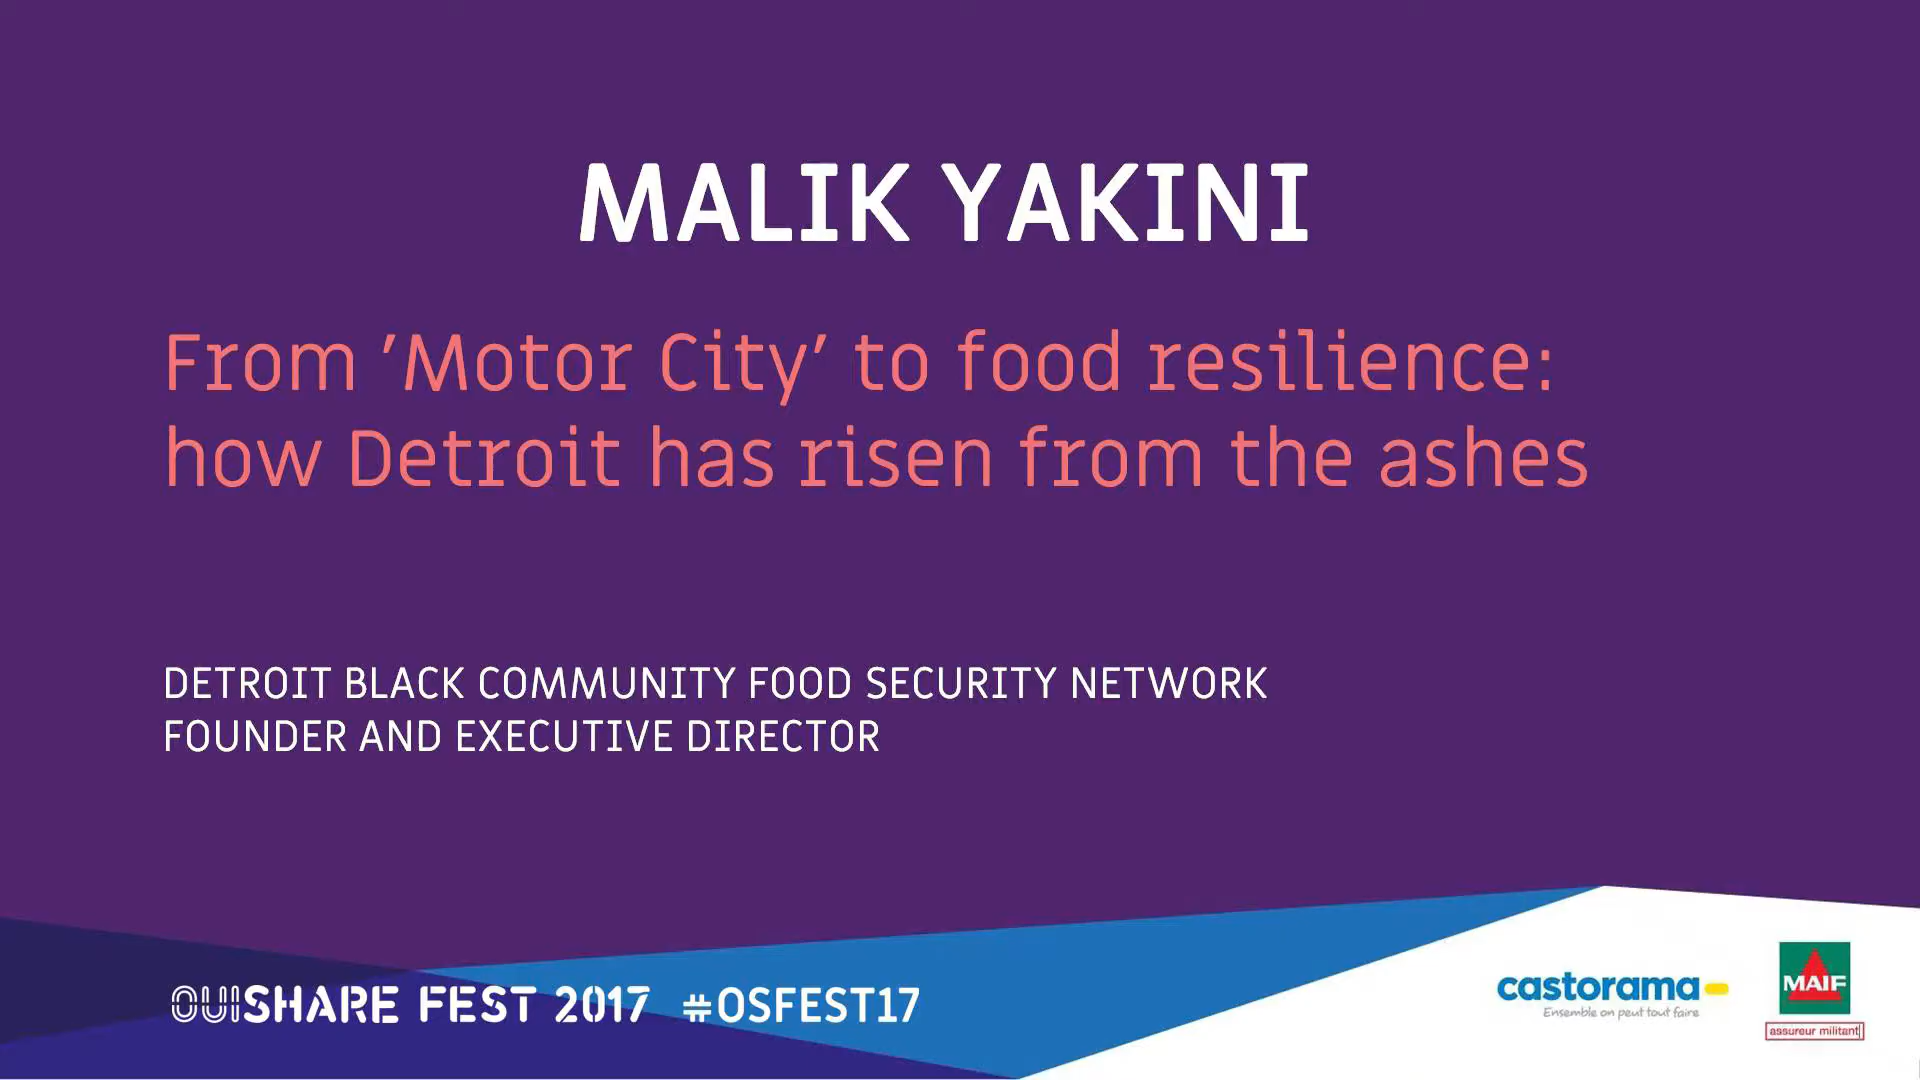 MALIK YAKINI
From 'Motor City' to food resilience:
how Detroit has risen from the ashes
DETROIT BLACK COMMUNITY FOOD SECURITY NETWORK
FOUNDER AND EXECUTIVE DIRECTOR
OUISHARE FEST 2017 #OSFEST17
castorama
Ensemble on peut tout faire
MAIF
assureur militant